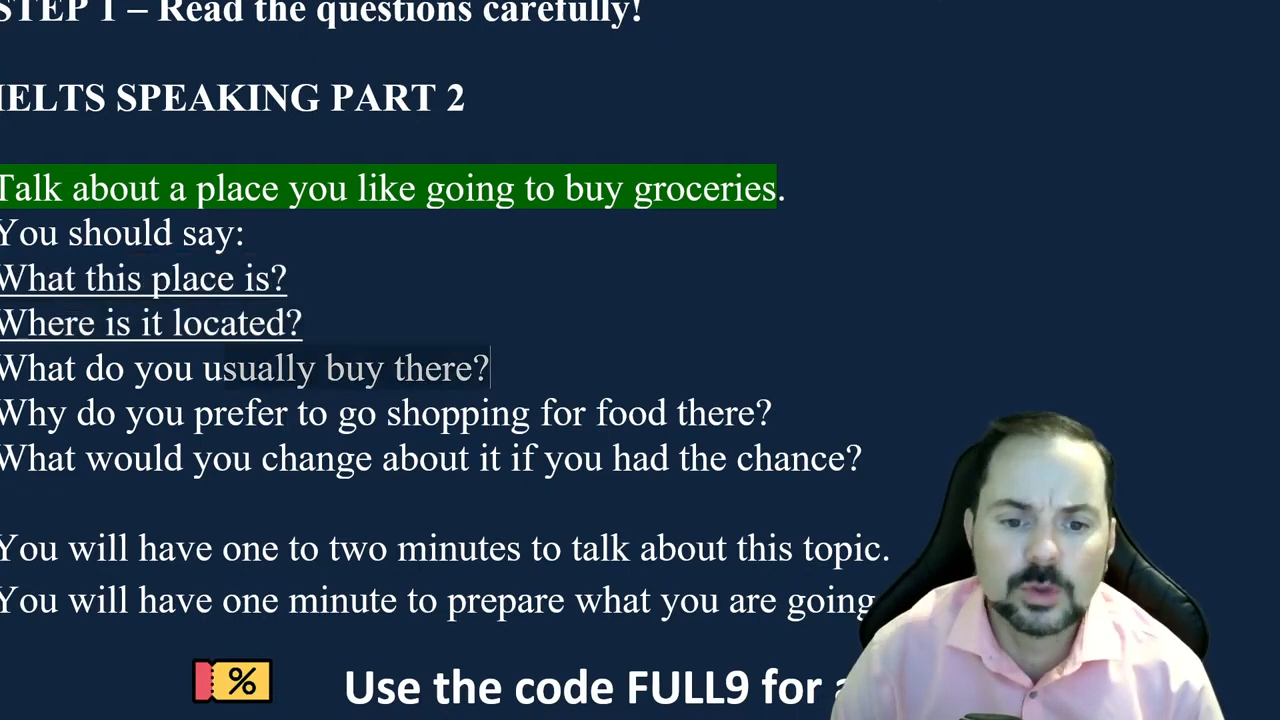 STEP 1 – Read the questions carefully!
IELTS SPEAKING PART 2
Talk about a place you like going to buy groceries.
You should say:
What this place is?
Where is it located?
What do you usually buy there?
Why do you prefer to go shopping for food there?
What would you change about it if you had the chance?
You will have one to two minutes to talk about this topic.
You will have one minute to prepare what you are going
%
Use the code FULL9 for